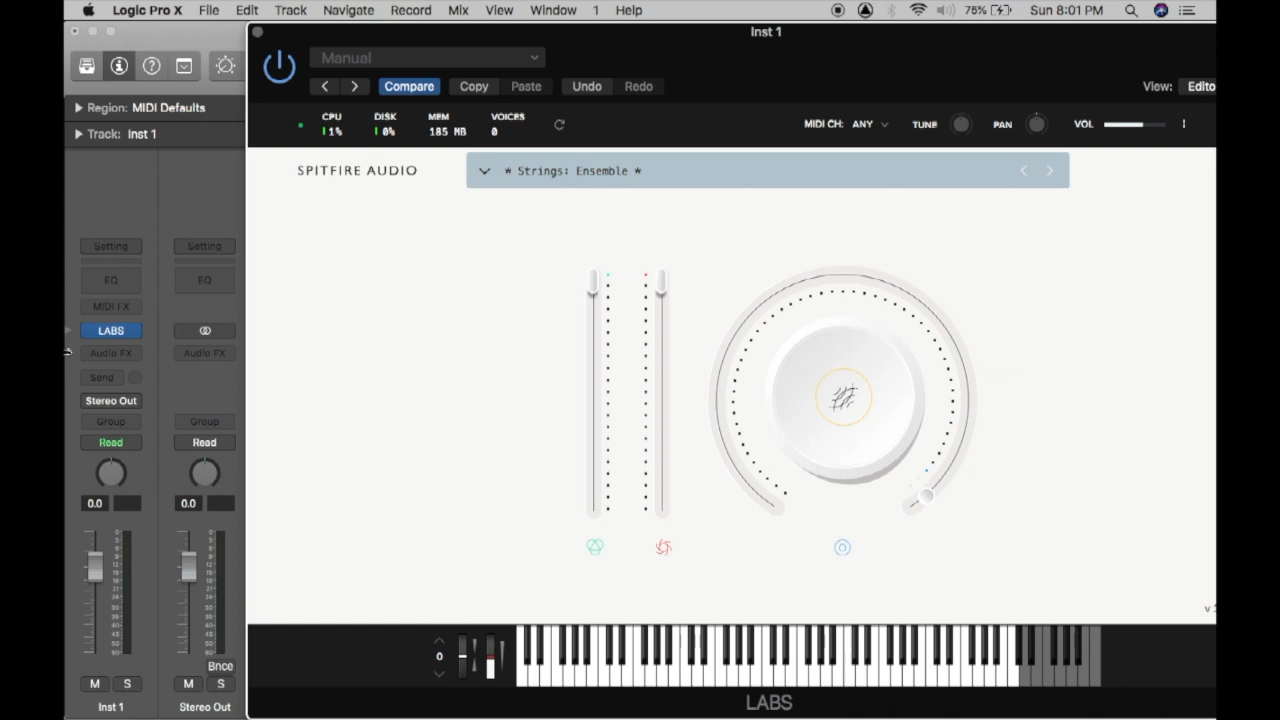 Logic Pro X File Edit Track Navigate Record Mix View Window 1 Help 75% Sun 8:01 PM
Inst 1
Manual
Compare Copy Paste Undo Redo View: Edito
Region: MIDI Defaults
Track: Inst 1
CPU DISK MEM VOICES
1% 0% 185 MB 0
MIDI CH: ANY TUNE PAN VOL
SPITFIRE AUDIO * Strings: Ensemble *
Setting Setting
EQ EQ
MIDI FX
LABS
Audio FX Audio FX
Send
Stereo Out
Group Group
Read Read
0.0 0.0
0
Bnce
M S M S
Inst 1 Stereo Out
LABS